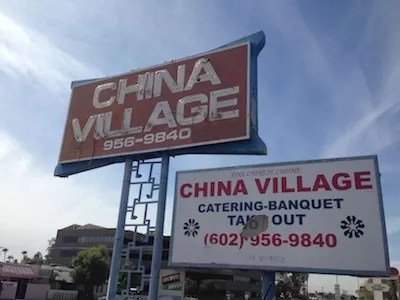 CHINA
VILLAGE
956-9840
CHINA VILLAGE
CATERING-BANQUET
TAKE OUT
(602) 956-9840